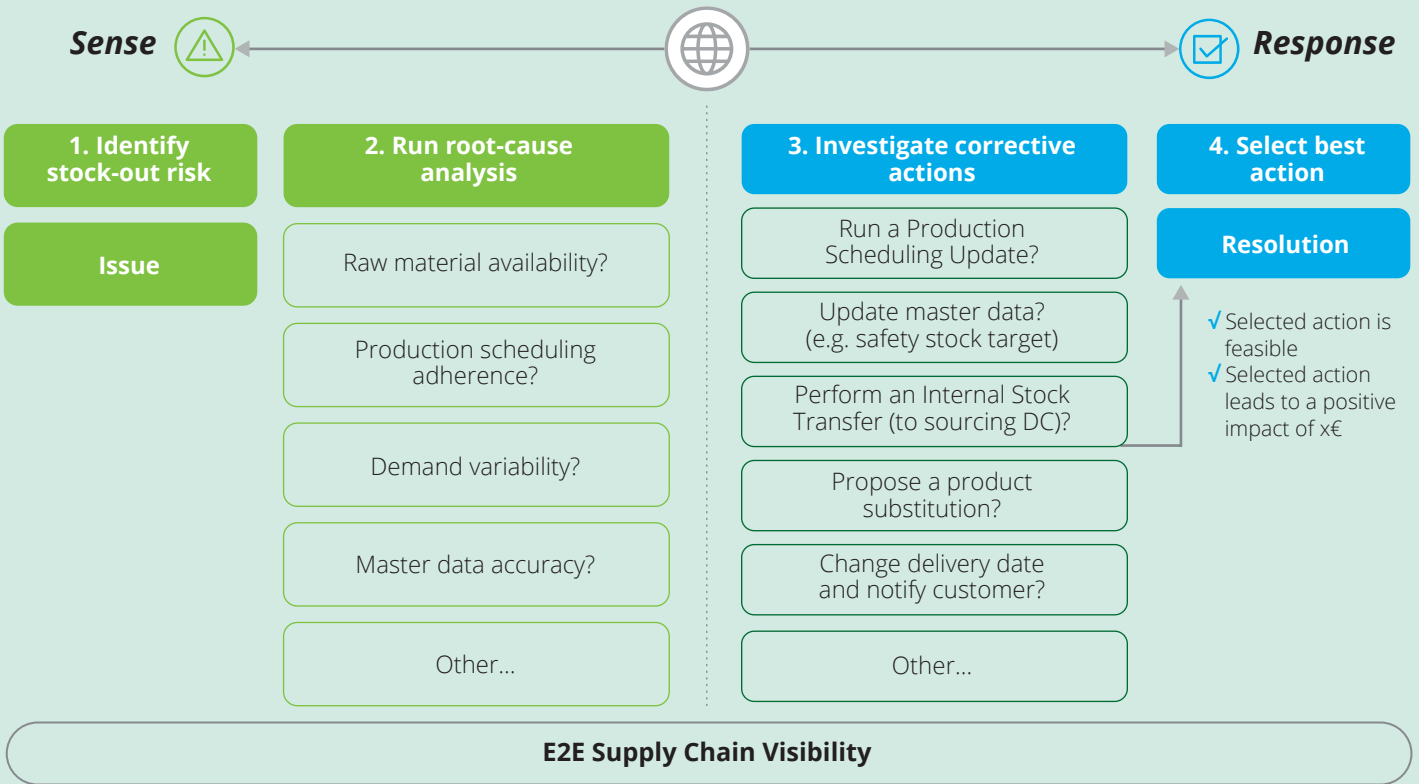 Sense
Response
1. Identify
stock-out risk
Issue
2. Run root-cause
analysis
Raw material availability?
Production scheduling
adherence?
Demand variability?
Master data accuracy?
Other...
3. Investigate corrective
actions
Run a Production
Scheduling Update?
Update master data?
(e.g. safety stock target)
Perform an Internal Stock
Transfer (to sourcing DC)?
Propose a product
substitution?
Change delivery date
and notify customer?
Other...
4. Select best
action
Resolution
√ Selected action is
feasible
√ Selected action
leads to a positive
impact of x€
E2E Supply Chain Visibility